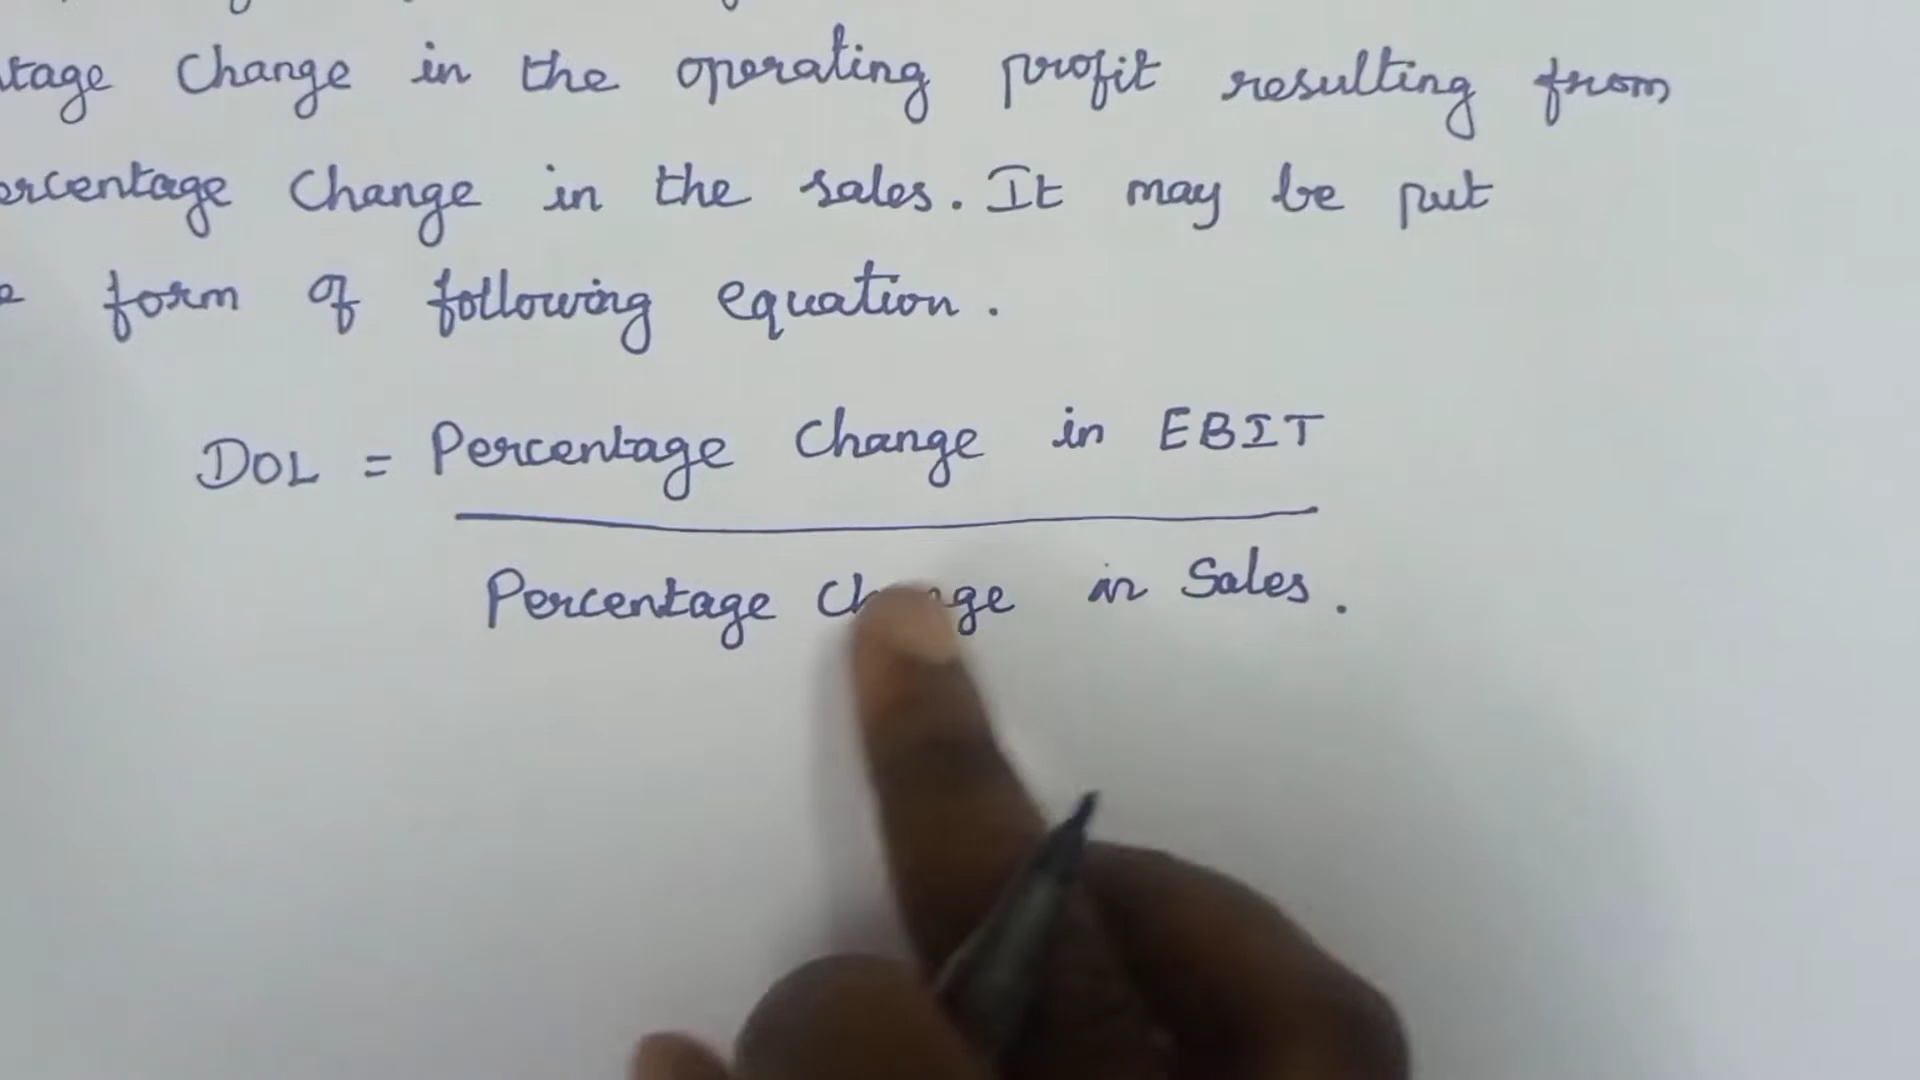 tage Change in the operating profit resulting from
ercentage Change in the sales. It may be put
form of following equation.
DOL = Percentage Change in EBIT
Percentage Change in Sales.